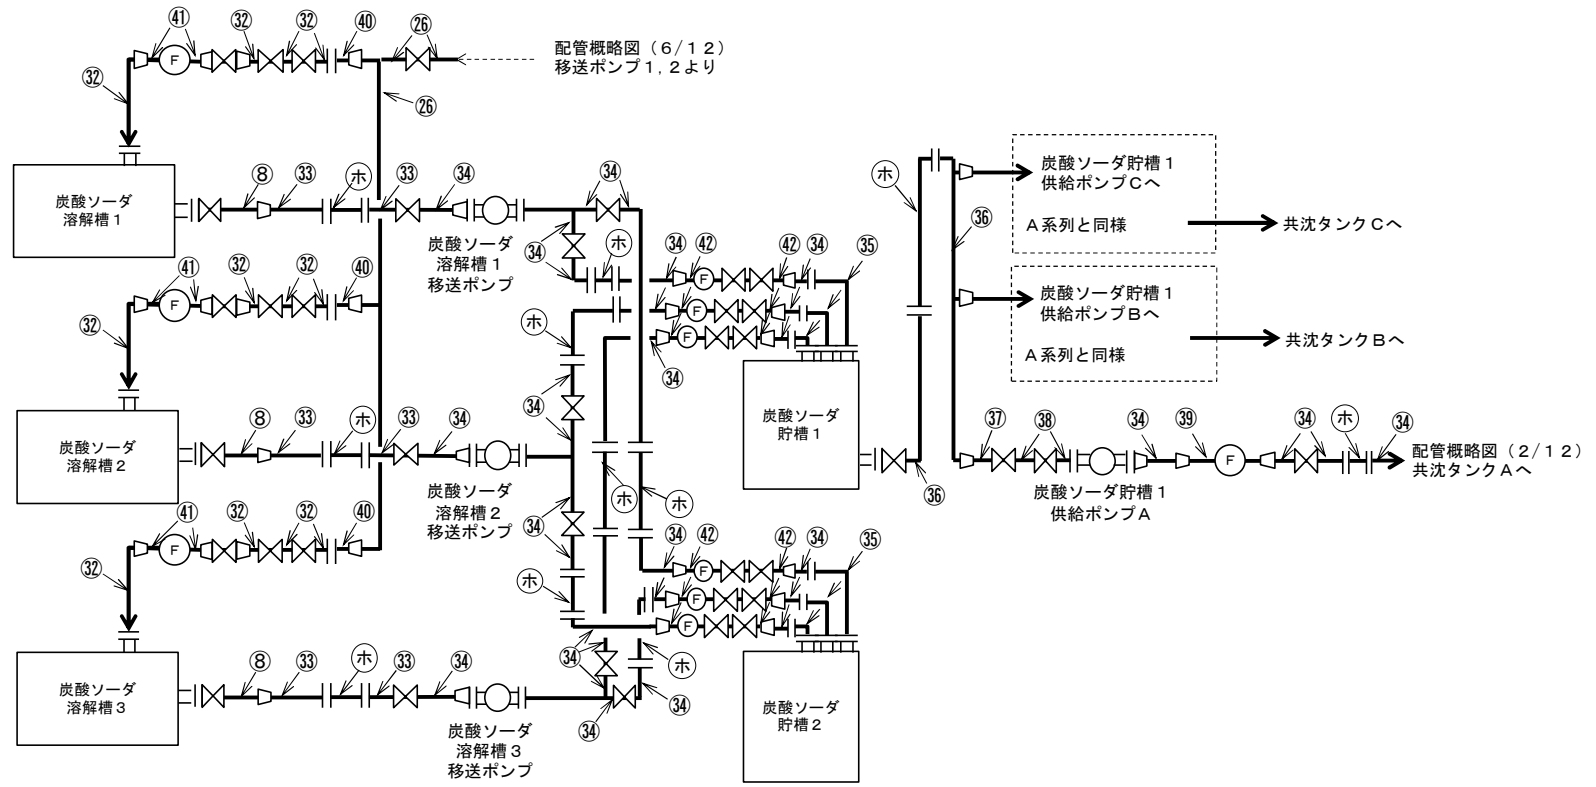 ㊶
㉜
㉜
㊵
㉖
配管概略図（６/１２）
移送ポンプ１,２より
F
㉜
㉖
炭酸ソーダ
溶解槽１
⑧
㉝
ホ
㉝
㉞
炭酸ソーダ
溶解槽１
移送ポンプ
㉞
㉞
ホ
㊶
㉜
㉜
㊵
F
㉜
炭酸ソーダ
溶解槽２
⑧
㉝
ホ
㉝
㉞
炭酸ソーダ
溶解槽２
移送ポンプ
ホ
㉞
㉞
ホ
㊶
㉜
㉜
㊵
F
㉜
炭酸ソーダ
溶解槽３
⑧
㉝
ホ
㉝
㉞
炭酸ソーダ
溶解槽３
移送ポンプ
㉞
㉞
㉞
ホ
㉞
㊷
㊷
㉞
㉟
F
F
F
㉞
炭酸ソーダ
貯槽１
ホ
ホ
㉞
㊷
㊷
㉞
㉟
F
F
F
炭酸ソーダ
貯槽２
ホ
㊱
㊱
炭酸ソーダ貯槽１
供給ポンプＣへ
Ａ系列と同様
共沈タンクＣへ
炭酸ソーダ貯槽１
供給ポンプＢへ
Ａ系列と同様
共沈タンクＢへ
㊲
㊳
㉞
㊴
㉞
ホ
㉞
F
炭酸ソーダ貯槽１
供給ポンプＡ
配管概略図（２/１２）
共沈タンクＡへ